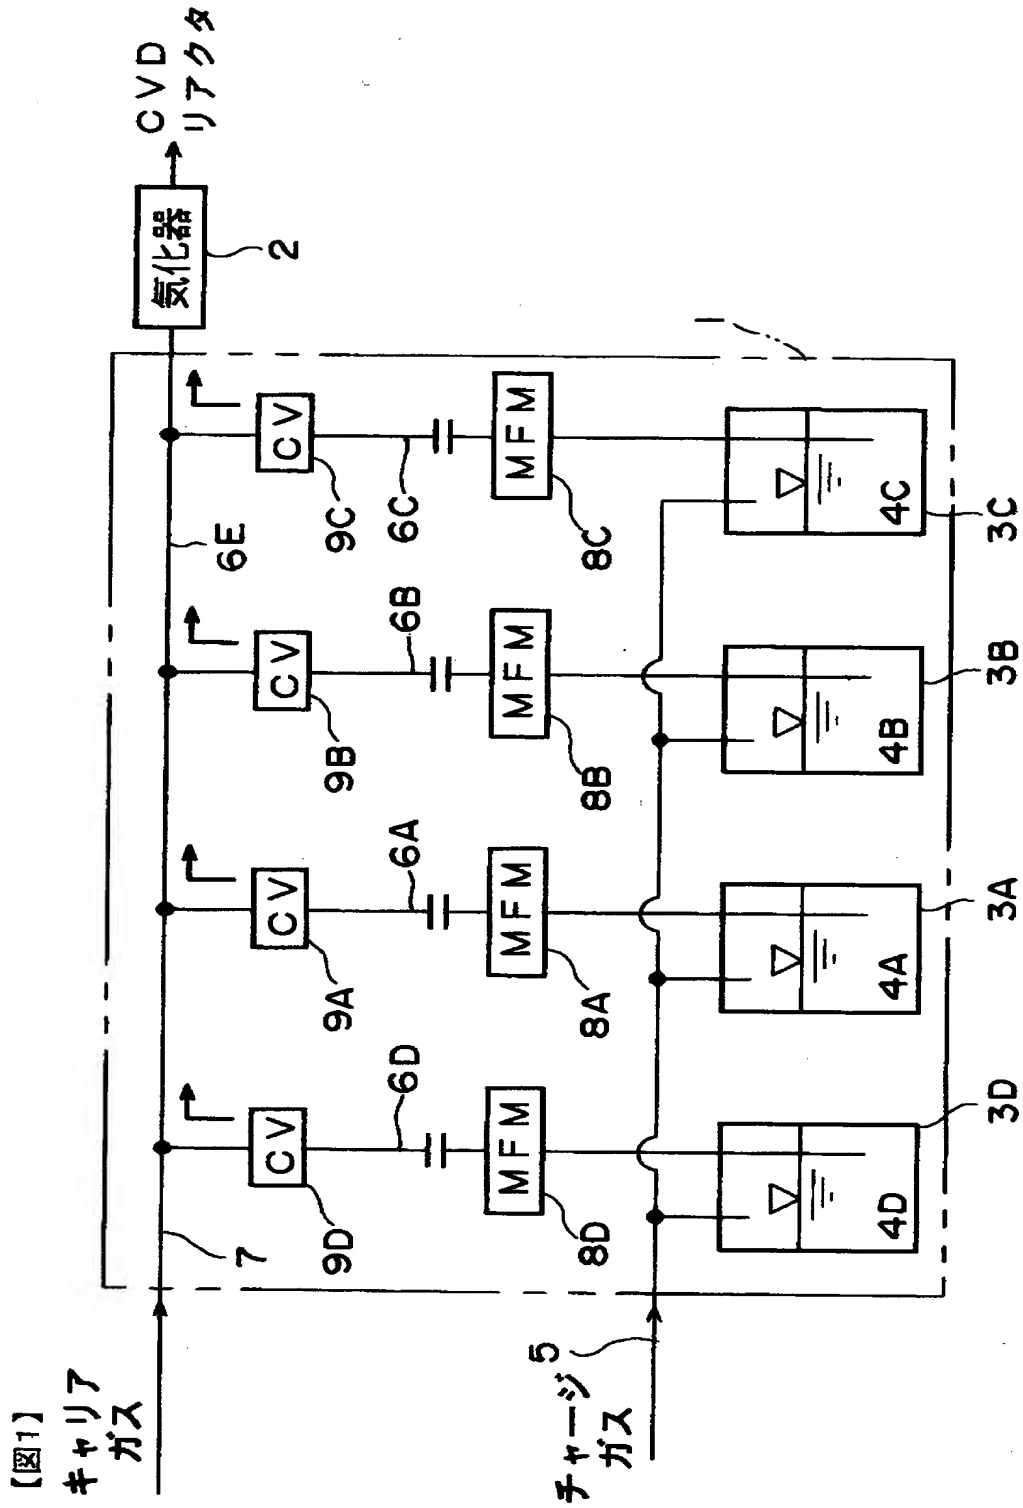 【図1】
キャリア
ガス
7
6E
気化器
2
CVD
リアクタ
CV
9D
CV
9A
CV
9B
CV
9C
6D
6A
6B
6C
MFM
8D
MFM
8A
MFM
8B
MFM
8C
1
チャージ
ガス
5
4D
3D
4A
3A
4B
3B
4C
3C